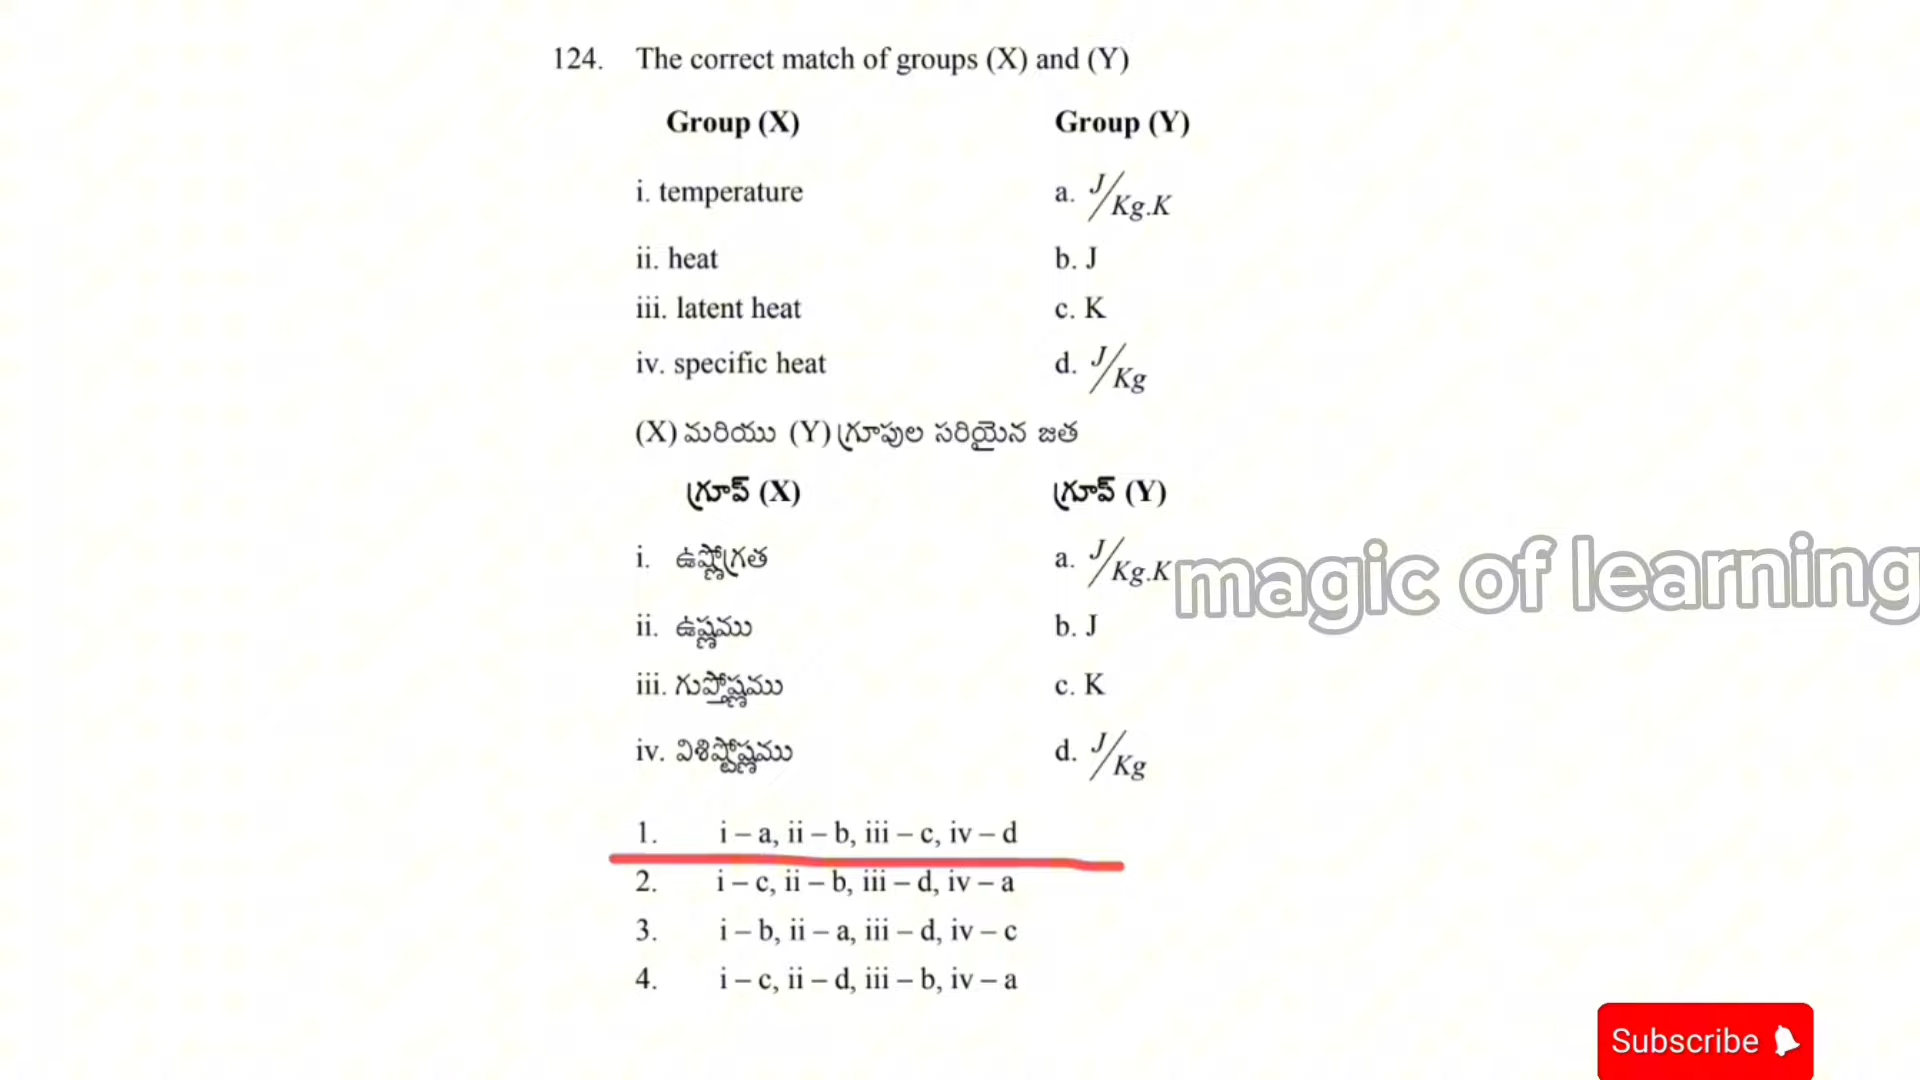 124. The correct match of groups (X) and (Y)
Group (X) Group (Y)
i. temperature a. J/Kg.K
ii. heat b. J
iii. latent heat c. K
iv. specific heat d. J/Kg
(X) మరియు (Y) గ్రూపుల సరియైన జత
గ్రూప్ (X) గ్రూప్ (Y)
i. ఉష్ణోగ్రత a. J/Kg.K
magic of learning
ii. ఉష్ణము b. J
iii. గుప్తోష్ణము c. K
iv. విశిష్టోష్ణము d. J/Kg
1. i – a, ii – b, iii – c, iv – d
2. i – c, ii – b, iii – d, iv – a
3. i – b, ii – a, iii – d, iv – c
4. i – c, ii – d, iii – b, iv – a
Subscribe